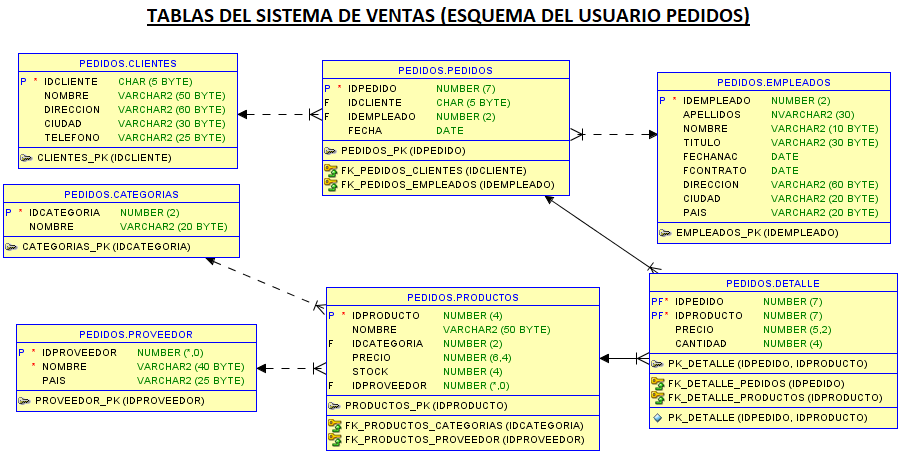 TABLAS DEL SISTEMA DE VENTAS (ESQUEMA DEL USUARIO PEDIDOS)
PEDIDOS.CLIENTES
P * IDCLIENTE CHAR (5 BYTE)
NOMBRE VARCHAR2 (50 BYTE)
DIRECCION VARCHAR2 (60 BYTE)
CIUDAD VARCHAR2 (30 BYTE)
TELEFONO VARCHAR2 (25 BYTE)
CLIENTES_PK (IDCLIENTE)
PEDIDOS.PEDIDOS
P * IDPEDIDO NUMBER (7)
F IDCLIENTE CHAR (5 BYTE)
F IDEMPLEADO NUMBER (2)
FECHA DATE
PEDIDOS_PK (IDPEDIDO)
FK_PEDIDOS_CLIENTES (IDCLIENTE)
FK_PEDIDOS_EMPLEADOS (IDEMPLEADO)
PEDIDOS.EMPLEADOS
P * IDEMPLEADO NUMBER (2)
APELLIDOS NVARCHAR2 (30)
NOMBRE VARCHAR2 (10 BYTE)
TITULO VARCHAR2 (30 BYTE)
FECHANAC DATE
FCONTRATO DATE
DIRECCION VARCHAR2 (60 BYTE)
CIUDAD VARCHAR2 (20 BYTE)
PAIS VARCHAR2 (20 BYTE)
EMPLEADOS_PK (IDEMPLEADO)
PEDIDOS.CATEGORIAS
P * IDCATEGORIA NUMBER (2)
NOMBRE VARCHAR2 (20 BYTE)
CATEGORIAS_PK (IDCATEGORIA)
PEDIDOS.PROVEEDOR
P * IDPROVEEDOR NUMBER (*,0)
* NOMBRE VARCHAR2 (40 BYTE)
PAIS VARCHAR2 (25 BYTE)
PROVEEDOR_PK (IDPROVEEDOR)
PEDIDOS.PRODUCTOS
P * IDPRODUCTO NUMBER (4)
NOMBRE VARCHAR2 (50 BYTE)
F IDCATEGORIA NUMBER (2)
PRECIO NUMBER (6,4)
STOCK NUMBER (4)
F IDPROVEEDOR NUMBER (*,0)
PRODUCTOS_PK (IDPRODUCTO)
FK_PRODUCTOS_CATEGORIAS (IDCATEGORIA)
FK_PRODUCTOS_PROVEEDOR (IDPROVEEDOR)
PEDIDOS.DETALLE
PF* IDPEDIDO NUMBER (7)
PF* IDPRODUCTO NUMBER (7)
PRECIO NUMBER (5,2)
CANTIDAD NUMBER (4)
PK_DETALLE (IDPEDIDO, IDPRODUCTO)
FK_DETALLE_PEDIDOS (IDPEDIDO)
FK_DETALLE_PRODUCTOS (IDPRODUCTO)
PK_DETALLE (IDPEDIDO, IDPRODUCTO)